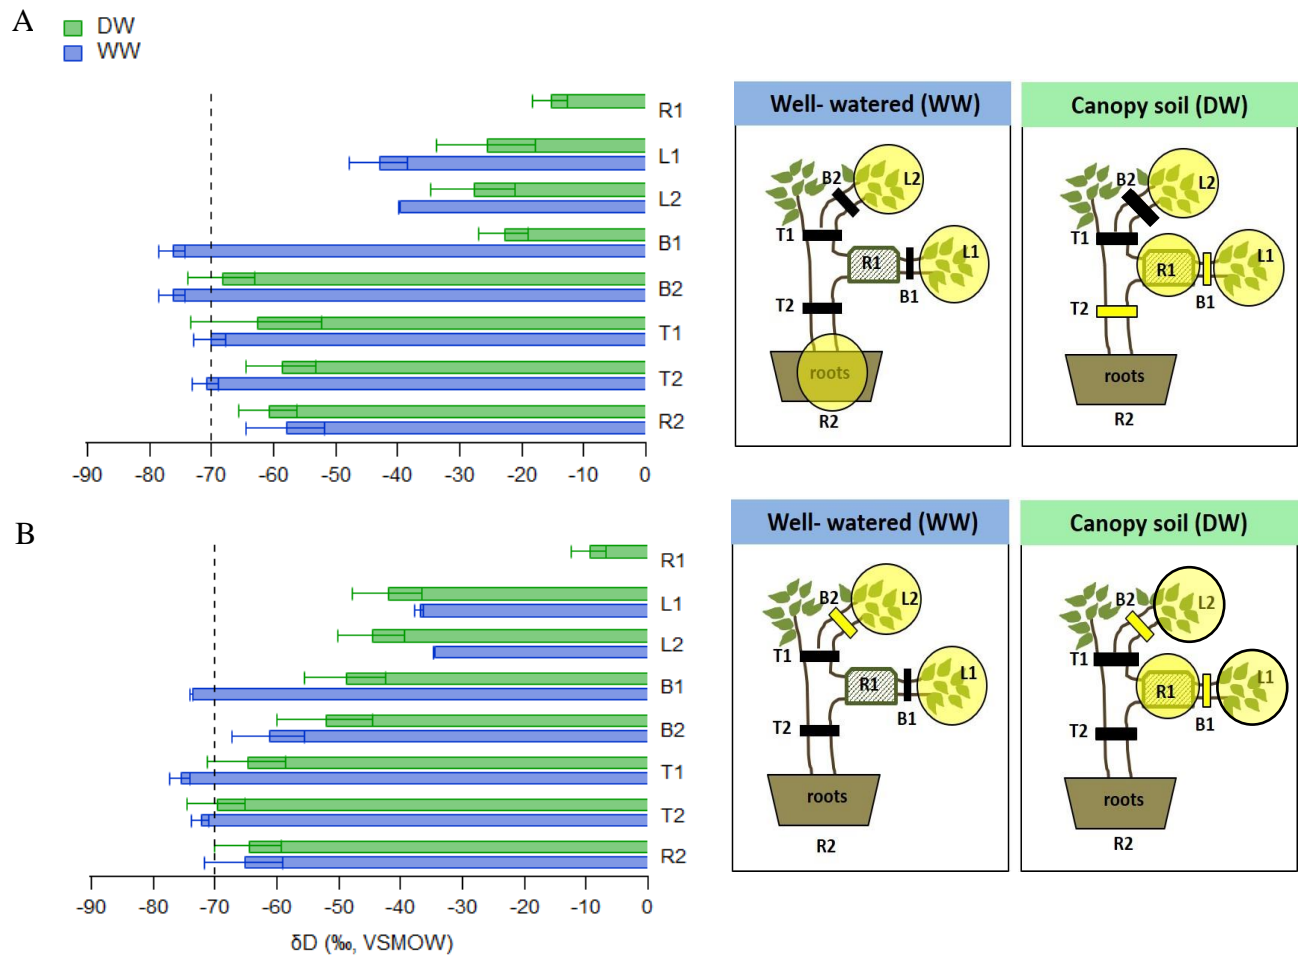 A
DW
WW
R1
L1
L2
B1
B2
T1
T2
R2
-90 -80 -70 -60 -50 -40 -30 -20 -10 0
Well- watered (WW)
B2 L2
T1
R1 L1
B1
T2
roots
R2
Canopy soil (DW)
B2 L2
T1
R1 L1
B1
T2
roots
R2
B
R1
L1
L2
B1
B2
T1
T2
R2
-90 -80 -70 -60 -50 -40 -30 -20 -10 0
δD (‰, VSMOW)
Well- watered (WW)
B2 L2
T1
R1 L1
B1
T2
roots
R2
Canopy soil (DW)
B2 L2
T1
R1 L1
B1
T2
roots
R2